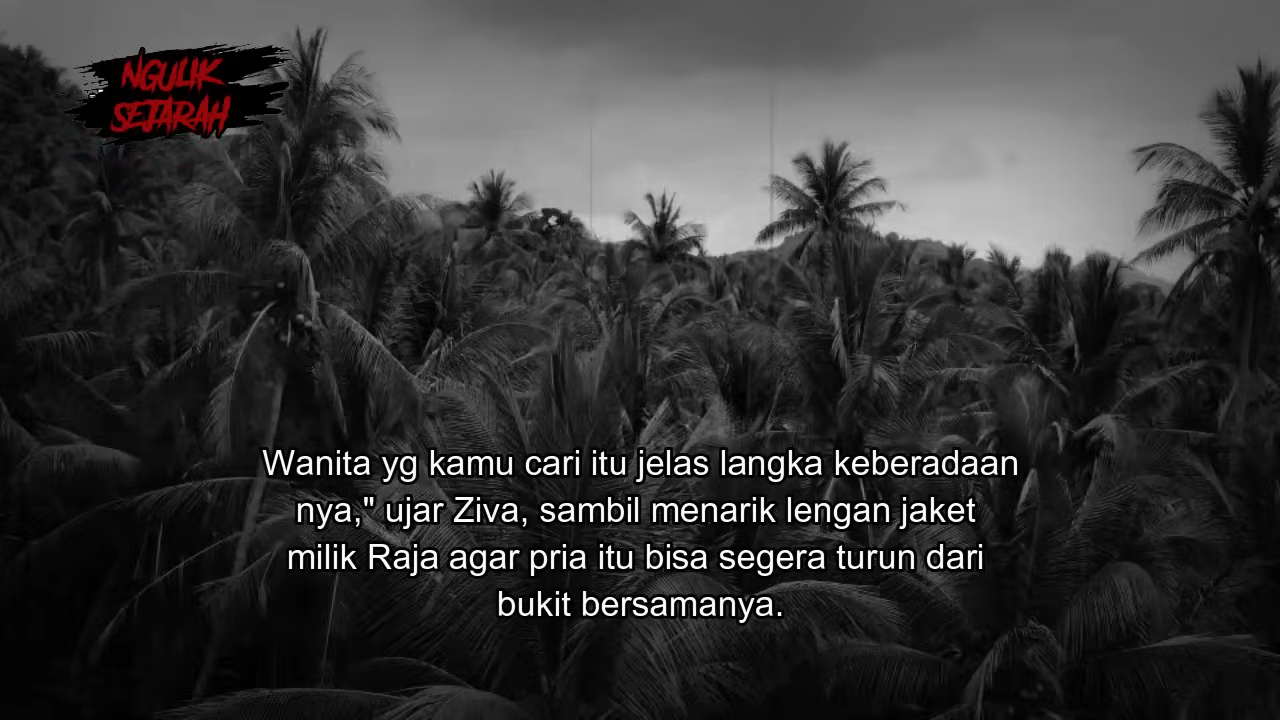 NGULIK
SEJARAH
Wanita yg kamu cari itu jelas langka keberadaan
nya," ujar Ziva, sambil menarik lengan jaket
milik Raja agar pria itu bisa segera turun dari
bukit bersamanya.